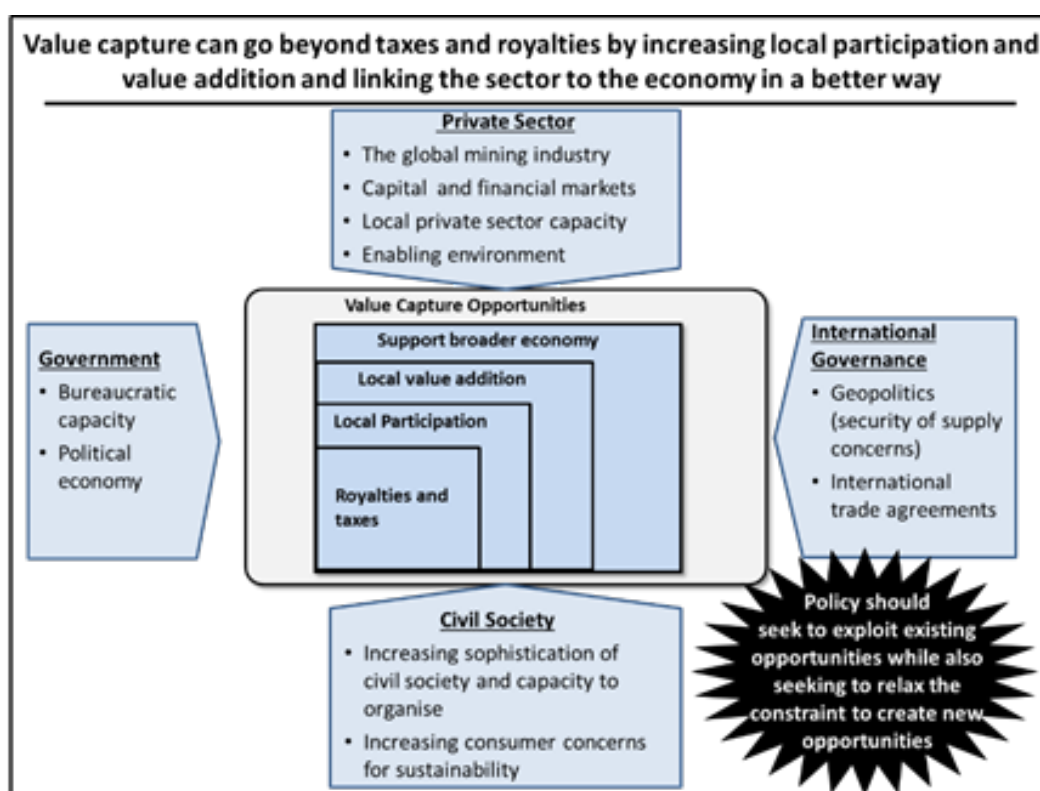 Value capture can go beyond taxes and royalties by increasing local participation and
value addition and linking the sector to the economy in a better way
Private Sector
• The global mining industry
• Capital and financial markets
• Local private sector capacity
• Enabling environment
Value Capture Opportunities
Support broader economy
Local value addition
Local Participation
Royalties and
taxes
Government
• Bureaucratic
capacity
• Political
economy
International
Governance
• Geopolitics
(security of supply
concerns)
• International
trade agreements
Civil Society
• Increasing sophistication of
civil society and capacity to
organise
• Increasing consumer concerns
for sustainability
Policy should
seek to exploit existing
opportunities while also
seeking to relax the
constraint to create new
opportunities